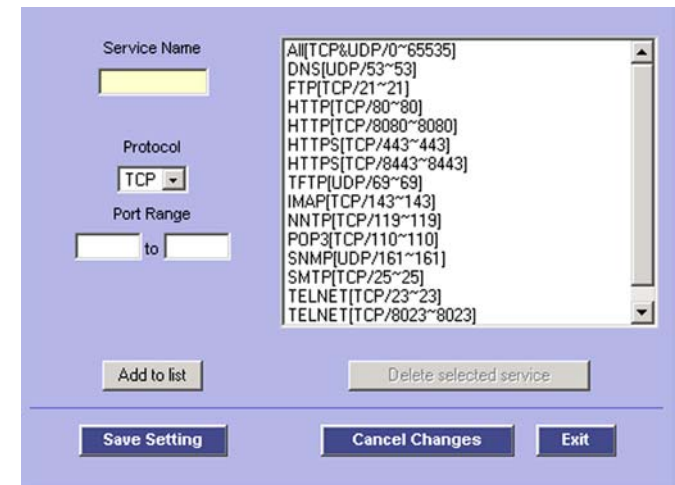 Service Name
Protocol
TCP
Port Range
to
All[TCP&UDP/0~65535]
DNS[UDP/53~53]
FTP[TCP/21~21]
HTTP[TCP/80~80]
HTTP[TCP/8080~8080]
HTTPS[TCP/443~443]
HTTPS[TCP/8443~8443]
TFTP[UDP/69~69]
IMAP[TCP/143~143]
NNTP[TCP/119~119]
POP3[TCP/110~110]
SNMP[UDP/161~161]
SMTP[TCP/25~25]
TELNET[TCP/23~23]
TELNET[TCP/8023~8023]
Add to list
Delete selected service
Save Setting
Cancel Changes
Exit